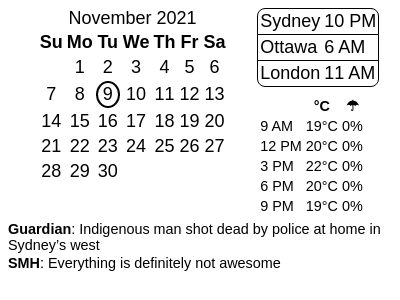 November 2021
Su Mo Tu We Th Fr Sa
1 2 3 4 5 6
7 8 9 10 11 12 13
14 15 16 17 18 19 20
21 22 23 24 25 26 27
28 29 30
Sydney 10 PM
Ottawa 6 AM
London 11 AM
°C ☂
9 AM 19°C 0%
12 PM 20°C 0%
3 PM 22°C 0%
6 PM 20°C 0%
9 PM 19°C 0%
Guardian: Indigenous man shot dead by police at home in
Sydney’s west
SMH: Everything is definitely not awesome